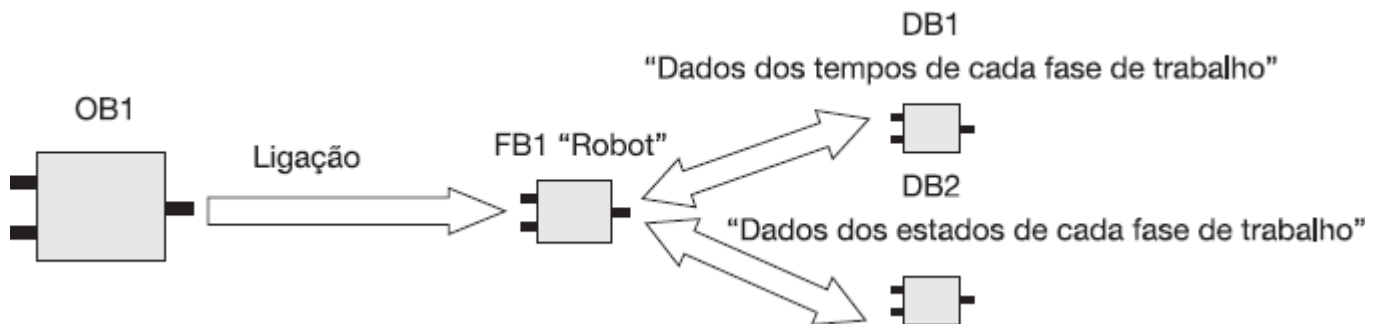 OB1
Ligação
FB1 “Robot”
DB1
“Dados dos tempos de cada fase de trabalho”
DB2
“Dados dos estados de cada fase de trabalho”